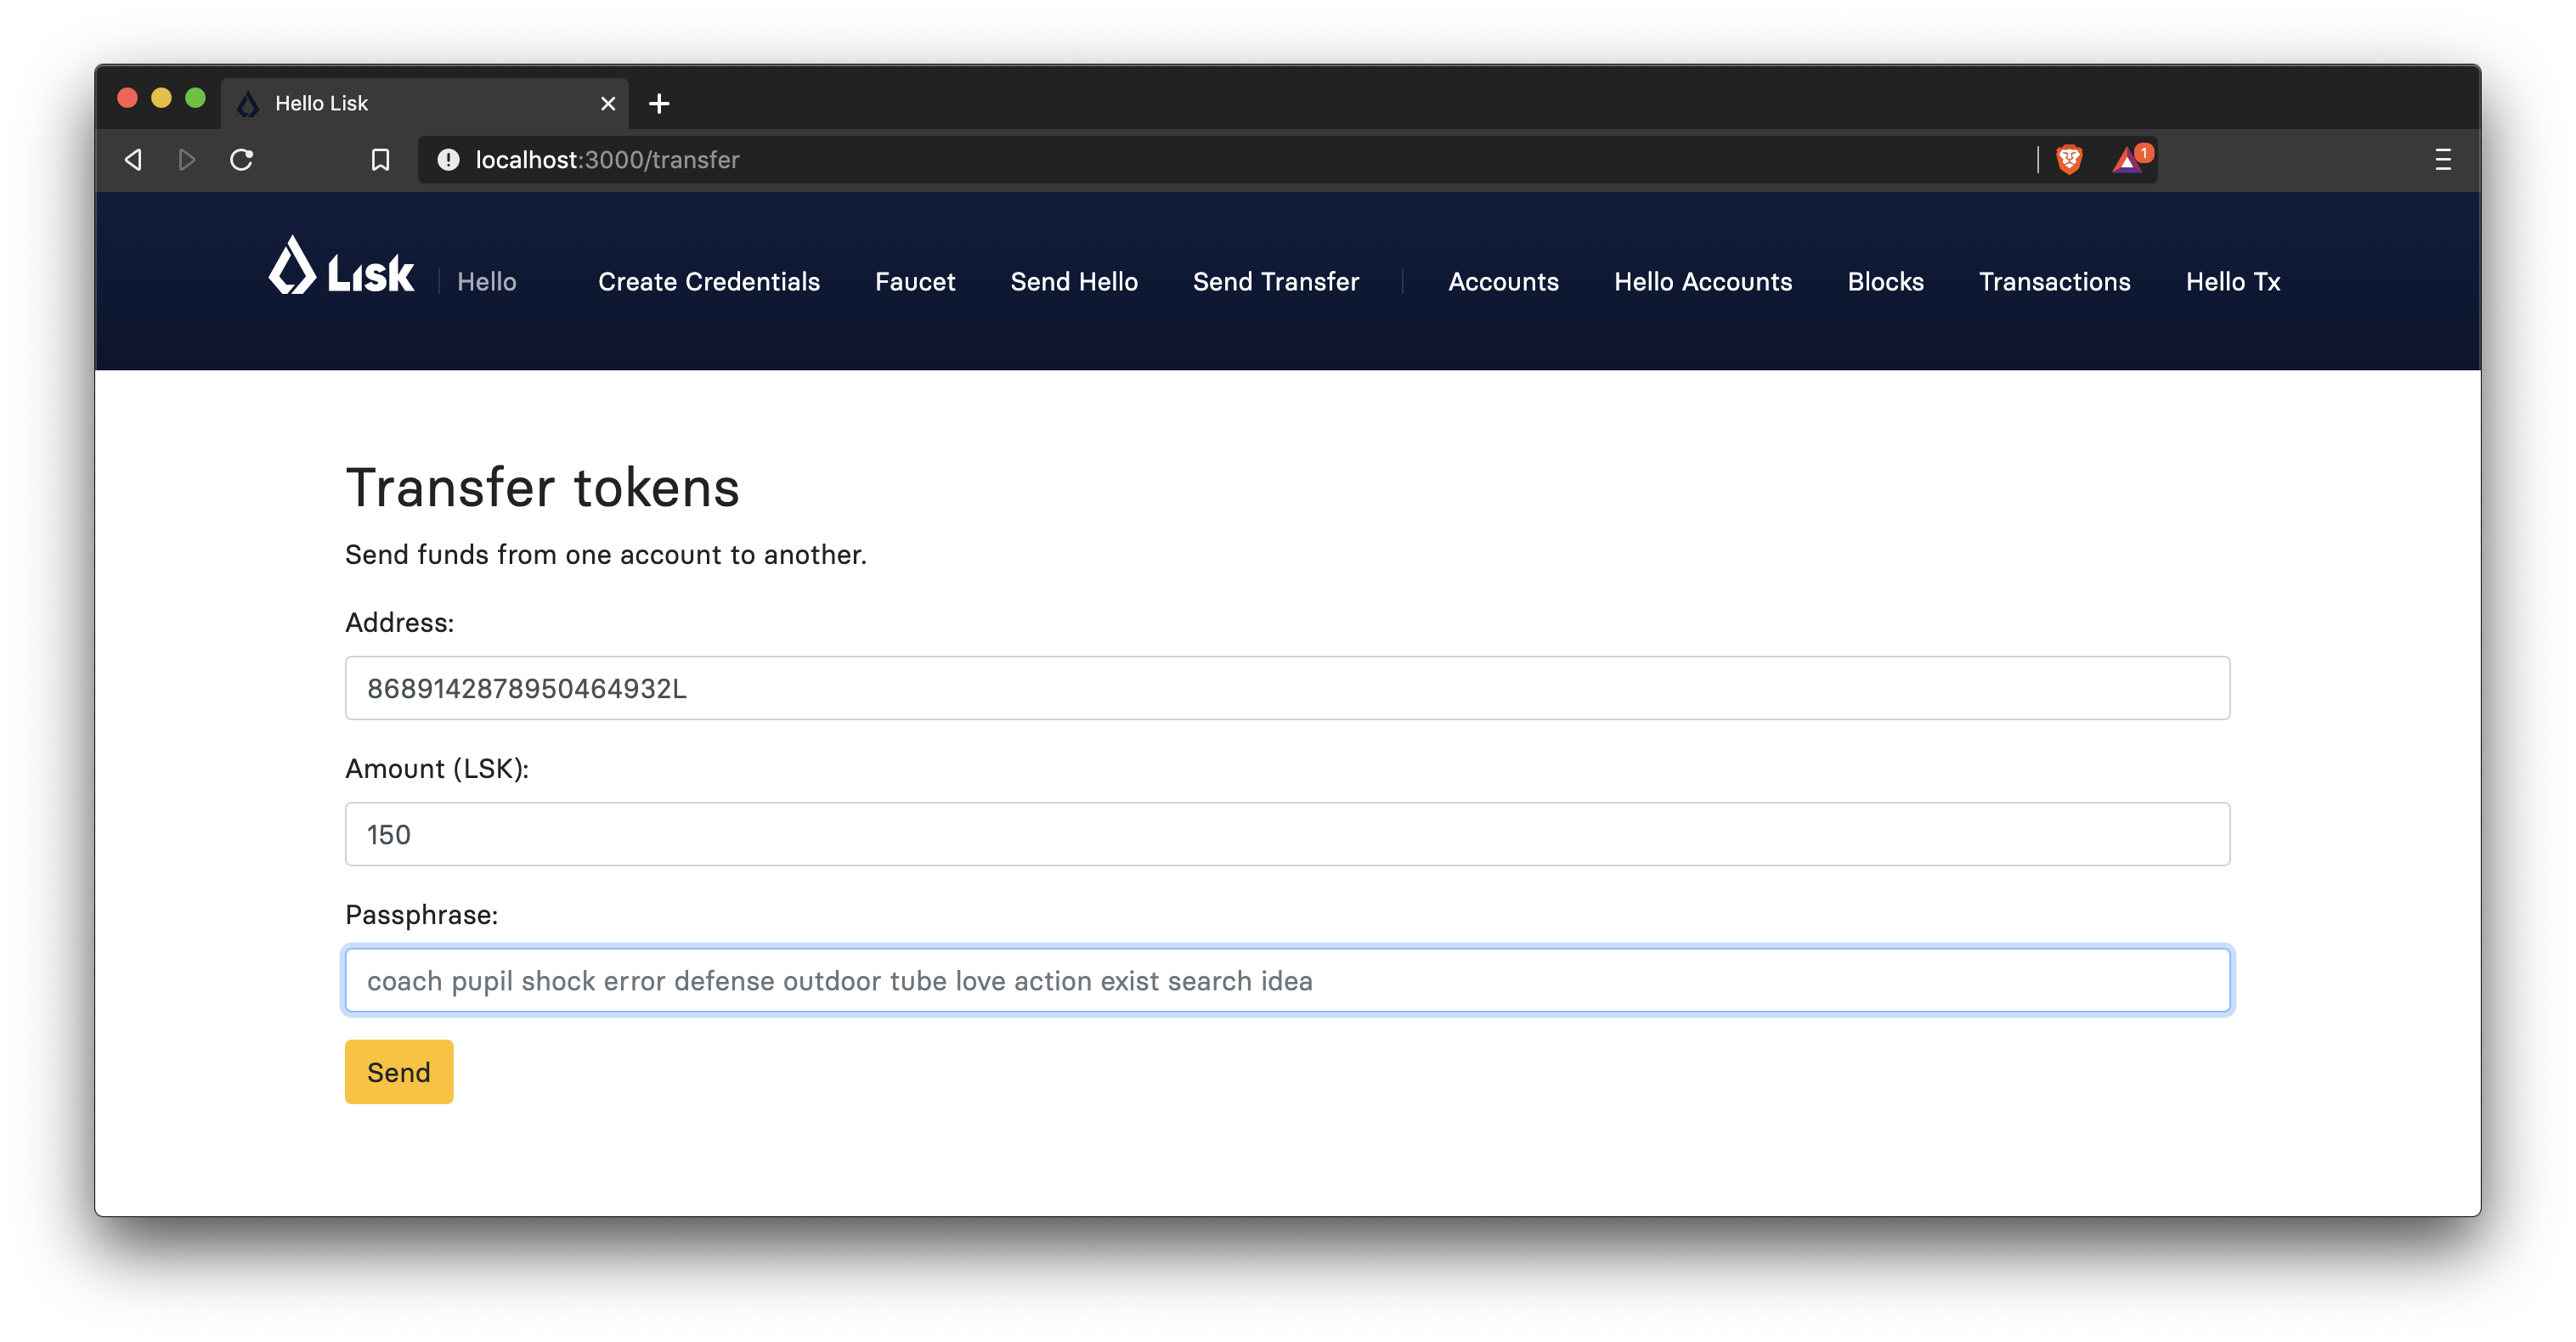 Hello Lisk
localhost:3000/transfer
1
Lisk Hello Create Credentials Faucet Send Hello Send Transfer Accounts Hello Accounts Blocks Transactions Hello Tx
Transfer tokens
Send funds from one account to another.
Address:
8689142878950464932L
Amount (LSK):
150
Passphrase:
coach pupil shock error defense outdoor tube love action exist search idea
Send